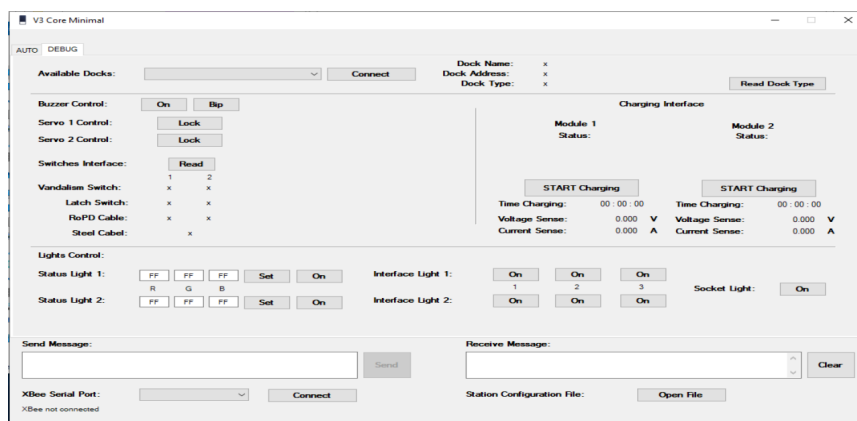 V3 Core Minimal
AUTO DEBUG
Dock Name: x
Available Docks: Connect Dock Address: x
Dock Type: x Read Dock Type
Buzzer Control: On Bip Charging Interface
Servo 1 Control: Lock Module 1 Module 2
Servo 2 Control: Lock Status: Status:
Switches Interface: Read
1 2
Vandalism Switch: x x START Charging START Charging
Latch Switch: x x Time Charging: 00 : 00 : 00 Time Charging: 00 : 00 : 00
RoPD Cable: x x Voltage Sense: 0.000 V Voltage Sense: 0.000 V
Steel Cabel: x Current Sense: 0.000 A Current Sense: 0.000 A
Lights Control:
Status Light 1: FF FF FF Set On Interface Light 1: On On On
R G B 1 2 3 Socket Light: On
Status Light 2: FF FF FF Set On Interface Light 2: On On On
Send Message: Receive Message:
Send Clear
XBee Serial Port: Connect Station Configuration File: Open File
XBee not connected